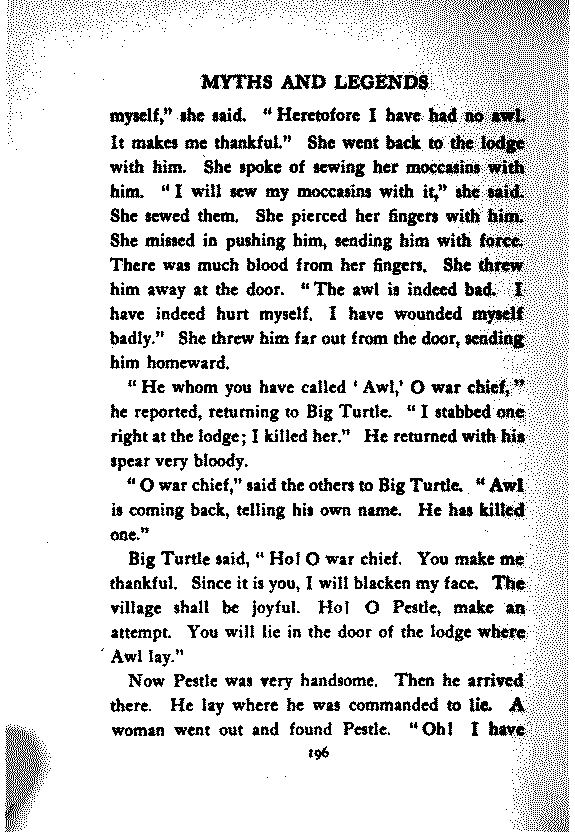 MYTHS AND LEGENDS
myself,” she said. “Heretofore I have had no awl.
It makes me thankful.” She went back to the lodge
with him. She spoke of sewing her moccasins with
him. “I will sew my moccasins with it,” she said.
She sewed them. She pierced her fingers with him.
She missed in pushing him, sending him with force.
There was much blood from her fingers. She threw
him away at the door. “The awl is indeed bad. I
have indeed hurt myself. I have wounded myself
badly.” She threw him far out from the door, sending
him homeward.
“He whom you have called ‘Awl,’ O war chief,”
he reported, returning to Big Turtle. “I stabbed one
right at the lodge; I killed her.” He returned with his
spear very bloody.
“O war chief,” said the others to Big Turtle. “Awl
is coming back, telling his own name. He has killed
one.”
Big Turtle said, “Ho! O war chief. You make me
thankful. Since it is you, I will blacken my face. The
village shall be joyful. Ho! O Pestle, make an
attempt. You will lie in the door of the lodge where
Awl lay.”
Now Pestle was very handsome. Then he arrived
there. He lay where he was commanded to lie. A
woman went out and found Pestle. “Oh! I have
196